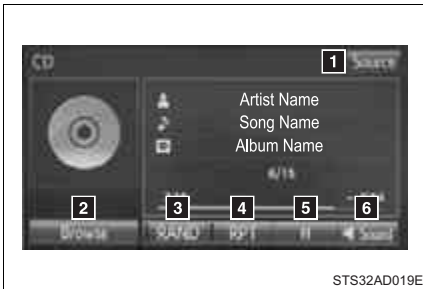 CD 1 Source
Artist Name
Song Name
Album Name
6/15
2 3 4 5 6
Browse RAND RPT II Sound
STS32AD019E